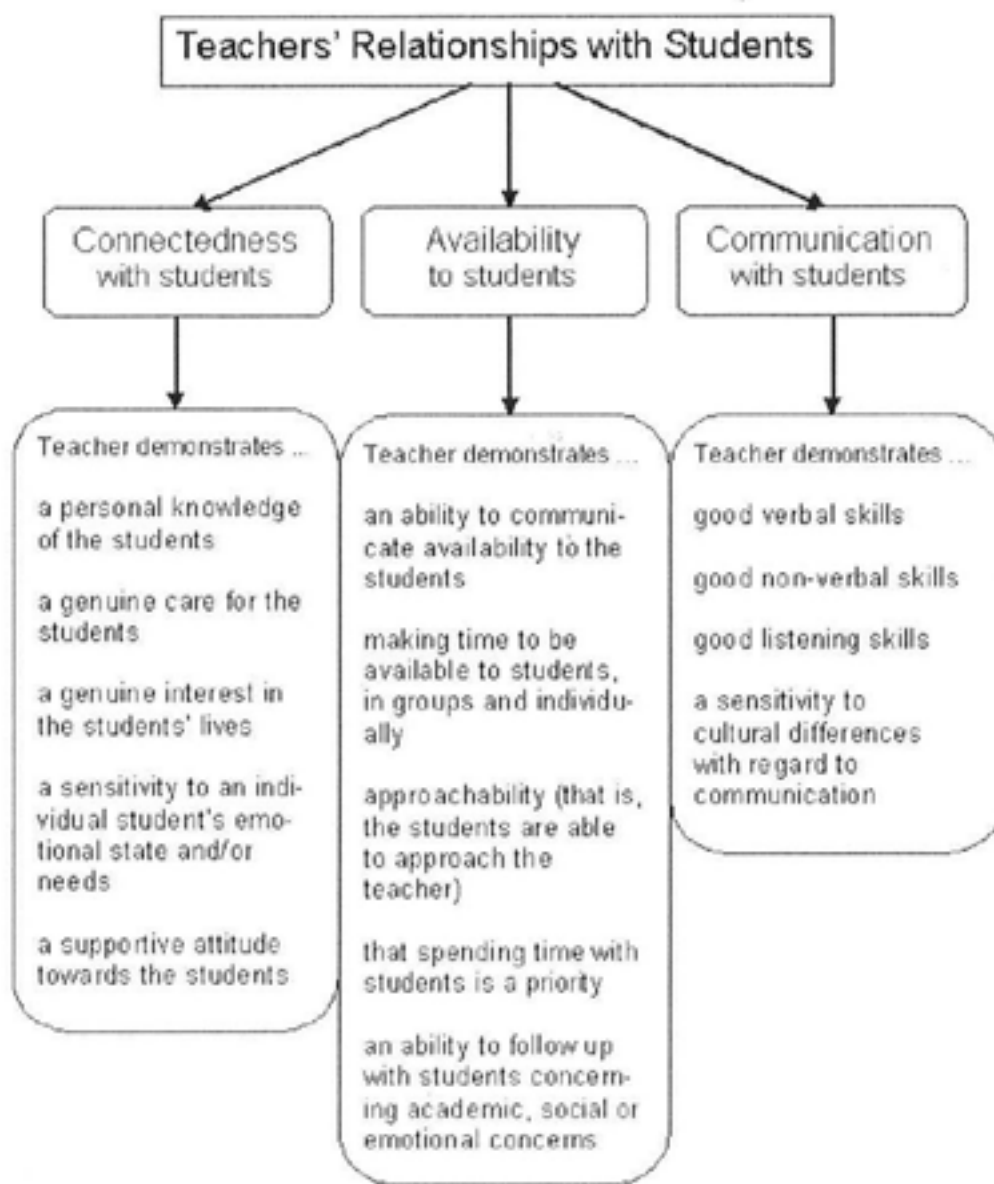 Teachers' Relationships with Students
Connectedness
with students
Availability
to students
Communication
with students
Teacher demonstrates ...
a personal knowledge
of the students
a genuine care for the
students
a genuine interest in
the students' lives
a sensitivity to an indi-
vidual student's emo-
tional state and/or
needs
a supportive attitude
towards the students
Teacher demonstrates ...
an ability to communi-
cate availability to the
students
making time to be
available to students,
in groups and individu-
ally
approachability (that is,
the students are able
to approach the
teacher)
that spending time with
students is a priority
an ability to follow up
with students concern-
ing academic, social or
emotional concerns
Teacher demonstrates ...
good verbal skills
good non-verbal skills
good listening skills
a sensitivity to
cultural differences
with regard to
communication